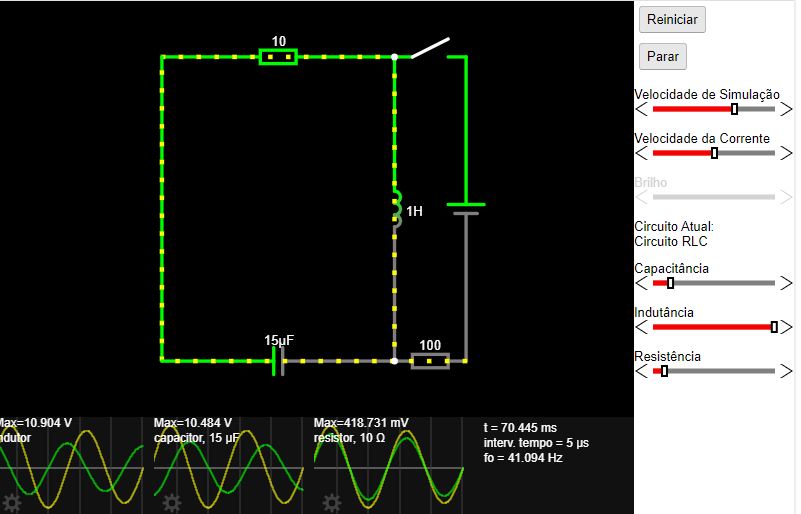 10
1H
15µF
100
Max=10.904 V
indutor
Max=10.484 V
capacitor, 15 µF
Max=418.731 mV
resistor, 10 Ω
t = 70.445 ms
interv. tempo = 5 µs
fo = 41.094 Hz
Reiniciar
Parar
Velocidade de Simulação
Velocidade da Corrente
Brilho
Circuito Atual:
Circuito RLC
Capacitância
Indutância
Resistência